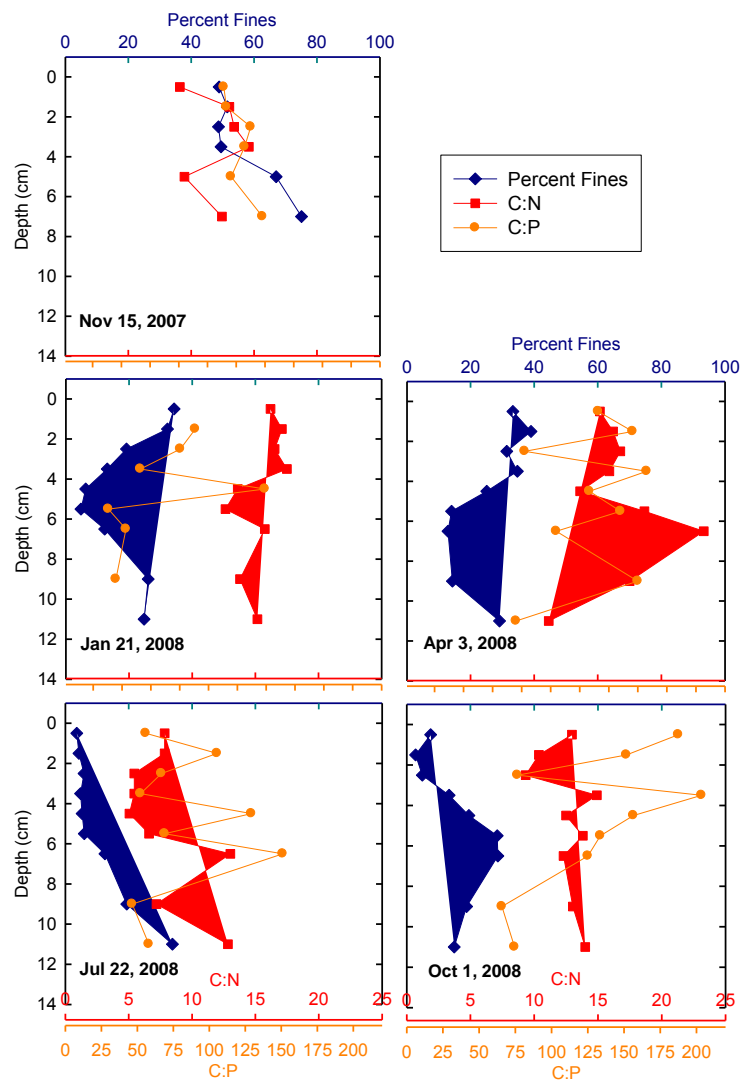 Percent Fines
0 20 40 60 80 100
0
2
4
6
8
10
12
14
Depth (cm)
Nov 15, 2007
Percent Fines
C:N
C:P
0
2
4
6
8
10
12
14
Depth (cm)
Jan 21, 2008
Percent Fines
0 20 40 60 80 100
Apr 3, 2008
0
2
4
6
8
10
12
14
Depth (cm)
Jul 22, 2008
C:N
0 5 10 15 20 25
0 25 50 75 100 125 150 175 200
C:P
Oct 1, 2008
C:N
0 5 10 15 20 25
0 25 50 75 100 125 150 175 200
C:P